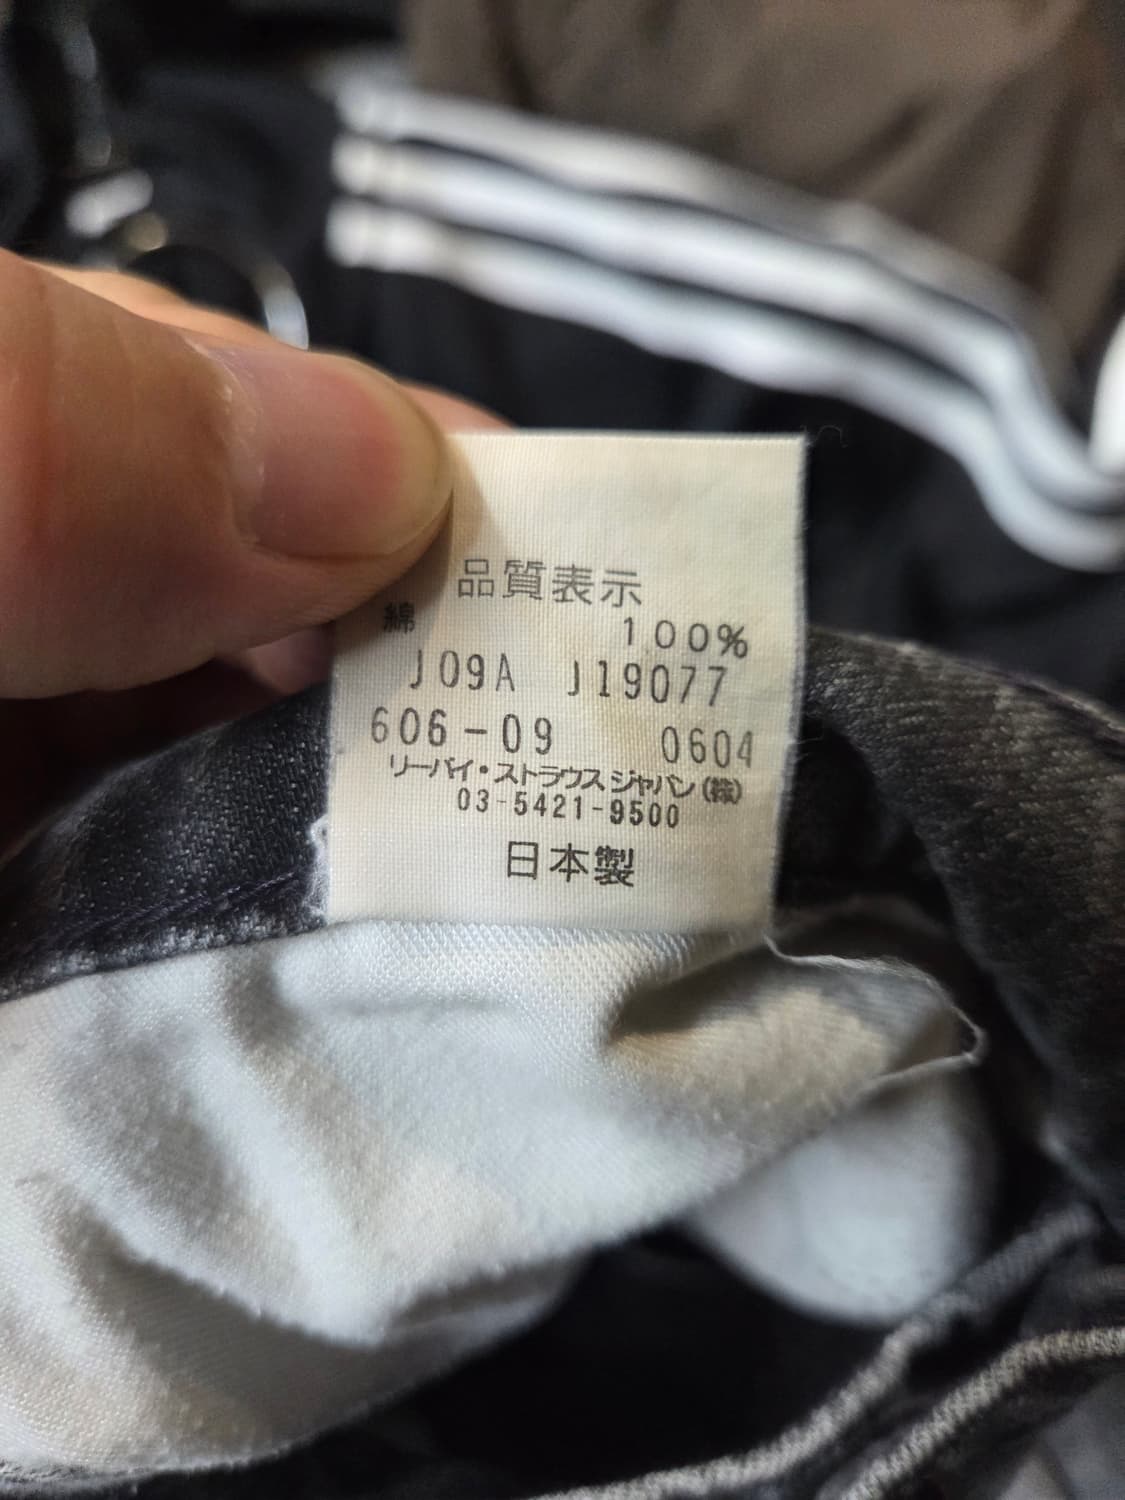 品質表示
綿 100%
J09A J19077
606-09 0604
リーバイ・ストラウス ジャパン(株)
03-5421-9500
日本製